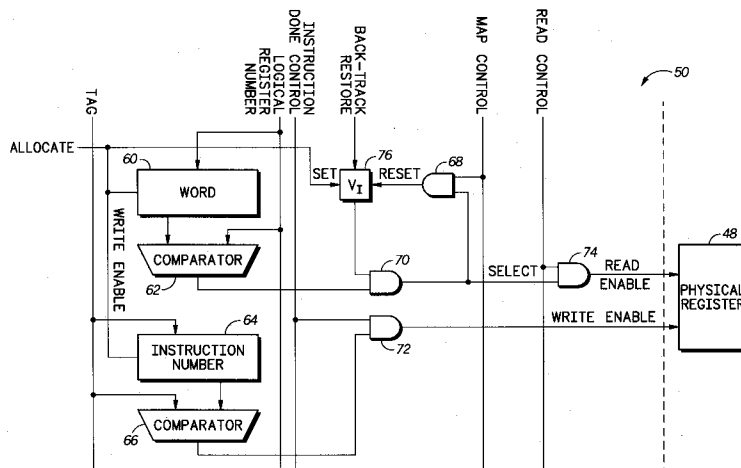 TAG
LOGICAL
REGISTER
NUMBER
INSTRUCTION
DONE CONTROL
BACK-TRACK
RESTORE
MAP CONTROL
READ CONTROL
50
ALLOCATE
60
WORD
WRITE ENABLE
SET
76
V_I
RESET
68
COMPARATOR
62
70
SELECT
74
READ
ENABLE
48
PHYSICAL
REGISTER
64
INSTRUCTION
NUMBER
72
WRITE ENABLE
COMPARATOR
66